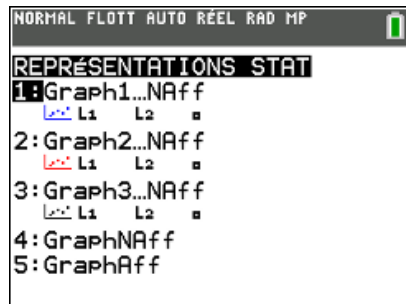 NORMAL FLOTT AUTO RÉEL RAD MP
REPRéSENTATIONS STAT
1:Graph1…NAff
L1 L2 ▫
2:Graph2…NAff
L1 L2 ▫
3:Graph3…NAff
L1 L2 ▫
4:GraphNAff
5:GraphAff